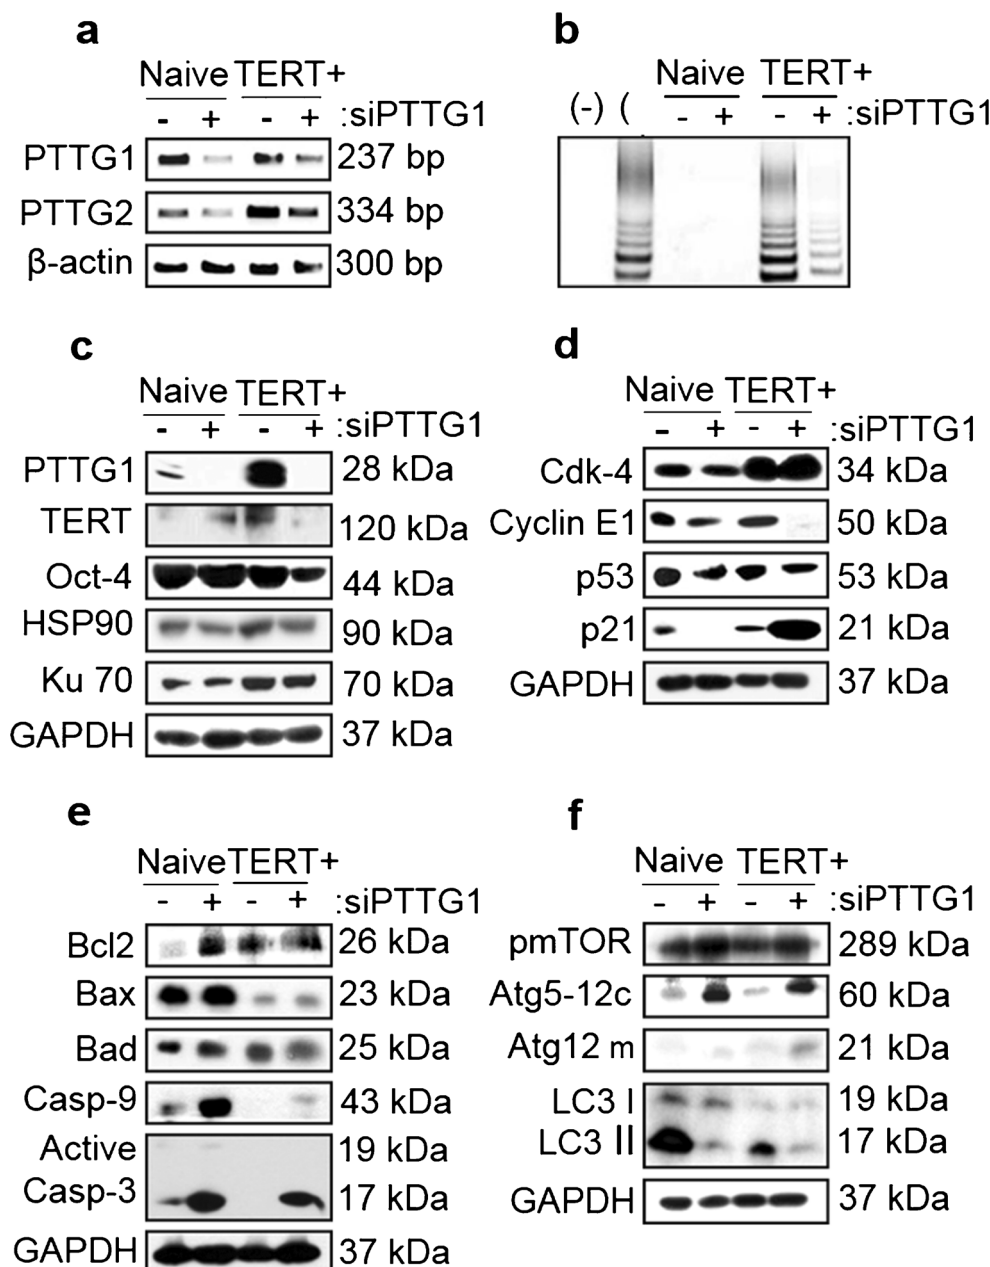 a
Naive TERT+
- + - + :siPTTG1
PTTG1 237 bp
PTTG2 334 bp
β-actin 300 bp
b
Naive TERT+
(-) ( - + - + :siPTTG1
c
Naive TERT+
- + - + :siPTTG1
PTTG1 28 kDa
TERT 120 kDa
Oct-4 44 kDa
HSP90 90 kDa
Ku 70 70 kDa
GAPDH 37 kDa
d
Naive TERT+
- + - + :siPTTG1
Cdk-4 34 kDa
Cyclin E1 50 kDa
p53 53 kDa
p21 21 kDa
GAPDH 37 kDa
e
Naive TERT+
- + - + :siPTTG1
Bcl2 26 kDa
Bax 23 kDa
Bad 25 kDa
Casp-9 43 kDa
Active 19 kDa
Casp-3 17 kDa
GAPDH 37 kDa
f
Naive TERT+
- + - + :siPTTG1
pmTOR 289 kDa
Atg5-12c 60 kDa
Atg12 m 21 kDa
LC3 I 19 kDa
LC3 II 17 kDa
GAPDH 37 kDa